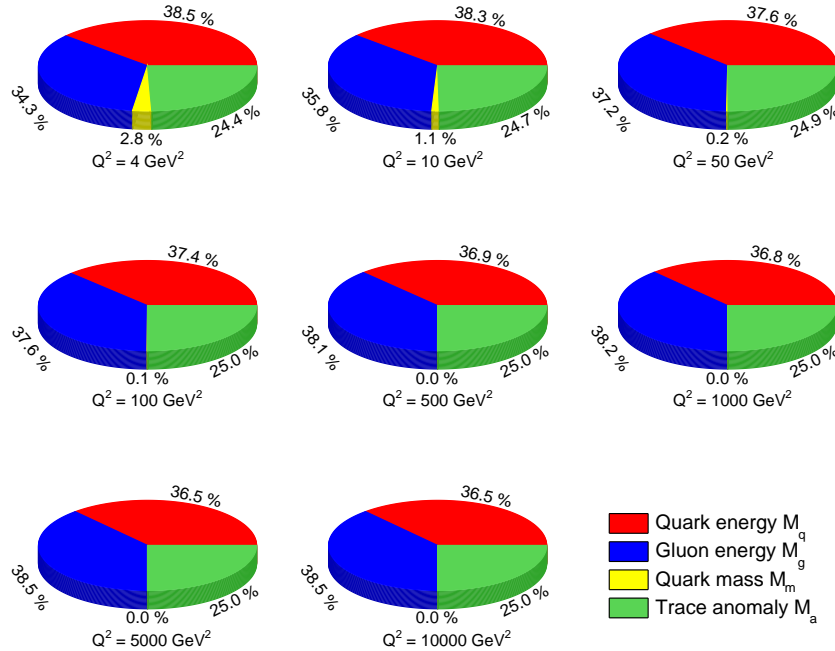 38.5 %
34.3 %
2.8 %
24.4 %
Q² = 4 GeV²
38.3 %
35.8 %
1.1 %
24.7 %
Q² = 10 GeV²
37.6 %
37.2 %
0.2 %
24.9 %
Q² = 50 GeV²
37.4 %
37.6 %
0.1 %
25.0 %
Q² = 100 GeV²
36.9 %
38.1 %
0.0 %
25.0 %
Q² = 500 GeV²
36.8 %
38.2 %
0.0 %
25.0 %
Q² = 1000 GeV²
36.5 %
38.5 %
0.0 %
25.0 %
Q² = 5000 GeV²
36.5 %
38.5 %
0.0 %
25.0 %
Q² = 10000 GeV²
Quark energy M_q
Gluon energy M_g
Quark mass M_m
Trace anomaly M_a